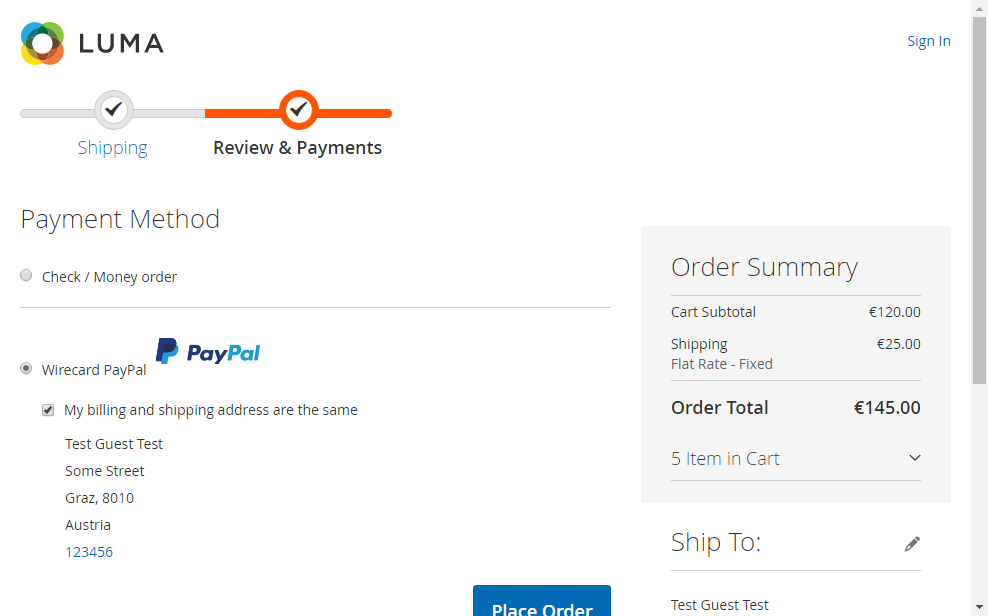 LUMA
Sign In
Shipping
Review & Payments
Payment Method
Check / Money order
Wirecard PayPal
PayPal
My billing and shipping address are the same
Test Guest Test
Some Street
Graz, 8010
Austria
123456
Place Order
Order Summary
Cart Subtotal €120.00
Shipping €25.00
Flat Rate - Fixed
Order Total €145.00
5 Item in Cart
Ship To:
Test Guest Test